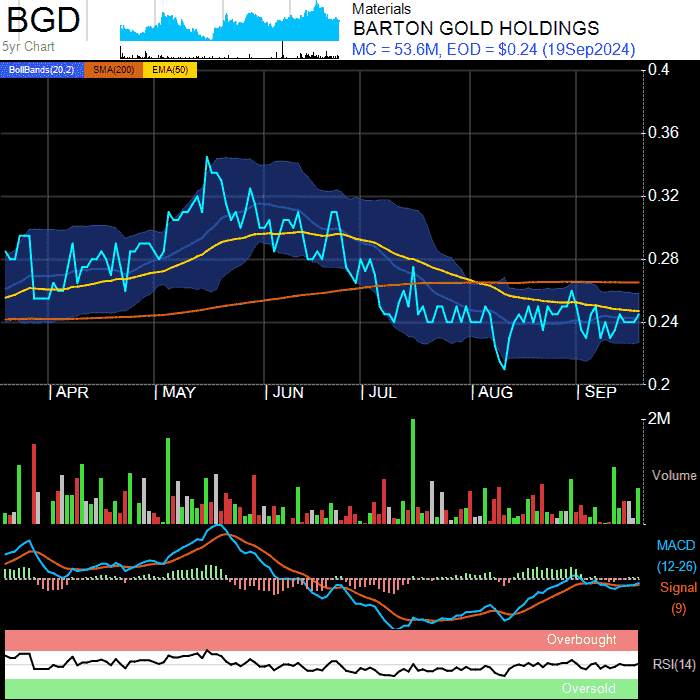 BGD
5yr Chart
Materials
BARTON GOLD HOLDINGS
MC = 53.6M, EOD = $0.24 (19Sep2024)
BollBands(20,2) SMA(200) EMA(50)
0.4
0.36
0.32
0.28
0.24
0.2
APR MAY JUN JUL AUG SEP
2M
Volume
MACD
(12-26)
Signal
(9)
Overbought
RSI(14)
Oversold